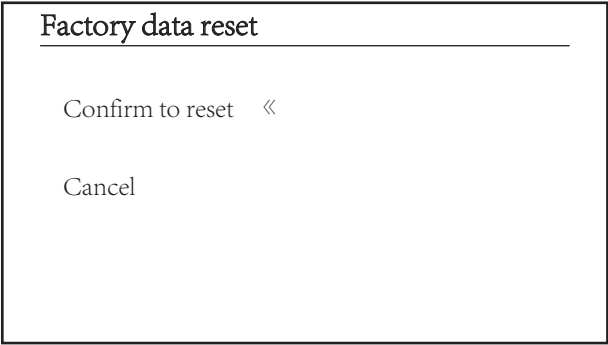 Factory data reset
Confirm to reset «
Cancel